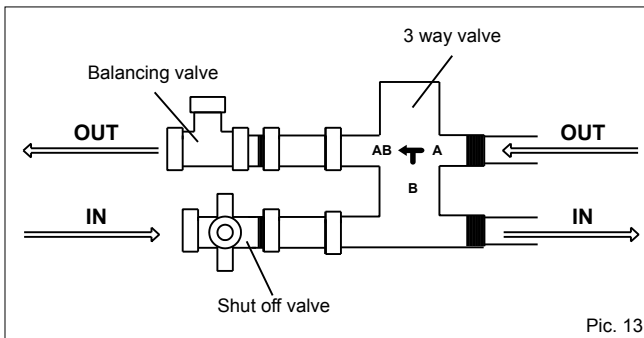 3 way valve
Balancing valve
OUT
OUT
AB
A
B
IN
IN
Shut off valve
Pic. 13